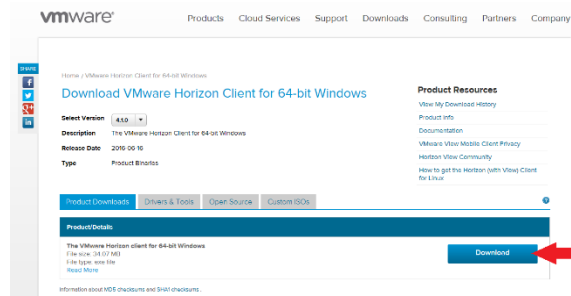 vmware
Products Cloud Services Support Downloads Consulting Partners Company
SHARE
Home / VMware Horizon Client for 64-bit Windows
Download VMware Horizon Client for 64-bit Windows
Product Resources
View My Download History
Select Version 4.1.0
Product Info
Description The VMware Horizon Client for 64-bit Windows
Documentation
Release Date 2016-06-16
VMware View Mobile Client Privacy
Type Product Binaries
Horizon View Community
How to get the Horizon (with View) Client
for Linux
Product Downloads Drivers & Tools Open Source Custom ISOs
Product/Details
The VMware Horizon client for 64-bit Windows
File size: 34.07 MB
File type: exe file
Read More
Download
Information about MD5 checksums and SHA1 checksums.